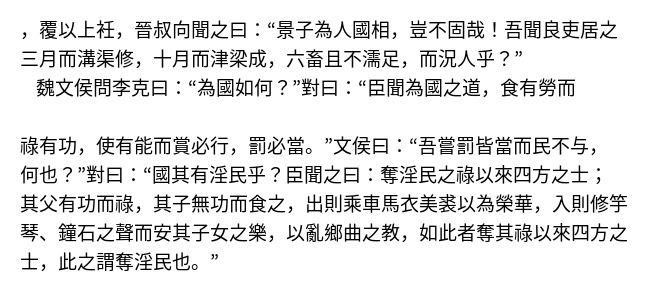 ，覆以上衽，晉叔向聞之曰：“景子為人國相，豈不固哉！吾聞良吏居之
三月而溝渠修，十月而津梁成，六畜且不濡足，而況人乎？”
魏文侯問李克曰：“為國如何？”對曰：“臣聞為國之道，食有勞而
祿有功，使有能而賞必行，罰必當。”文侯曰：“吾嘗罰皆當而民不与，
何也？”對曰：“國其有淫民乎？臣聞之曰：奪淫民之祿以來四方之士；
其父有功而祿，其子無功而食之，出則乘車馬衣美裘以為榮華，入則修竽
琴、鐘石之聲而安其子女之樂，以亂鄉曲之教，如此者奪其祿以來四方之
士，此之謂奪淫民也。”